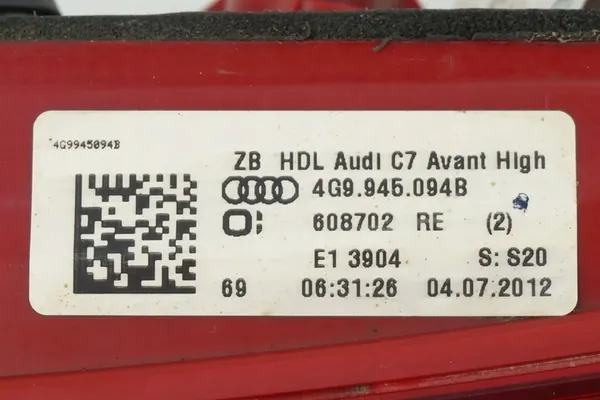 4G9945094B
ZB HDL Audi C7 Avant High
4G9.945.094B
608702 RE (2)
E1 3904 S: S20
69 06:31:26 04.07.2012